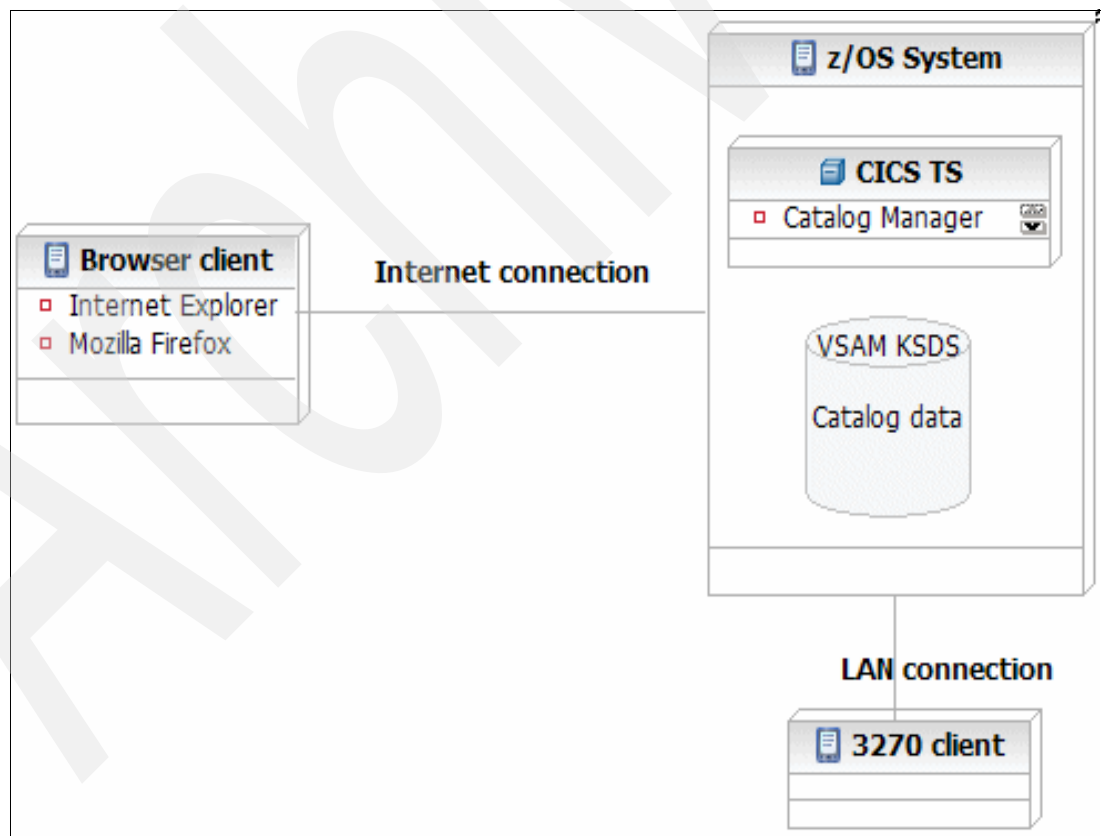 z/OS System
CICS TS
Catalog Manager
Browser client
Internet Explorer
Mozilla Firefox
Internet connection
VSAM KSDS
Catalog data
LAN connection
3270 client